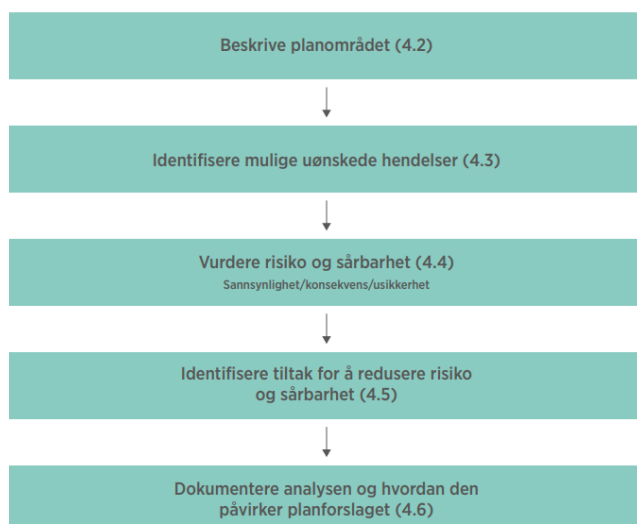 Beskrive planområdet (4.2)
Identifisere mulige uønskede hendelser (4.3)
Vurdere risiko og sårbarhet (4.4)
Sannsynlighet/konsekvens/usikkerhet
Identifisere tiltak for å redusere risiko
og sårbarhet (4.5)
Dokumentere analysen og hvordan den
påvirker planforslaget (4.6)